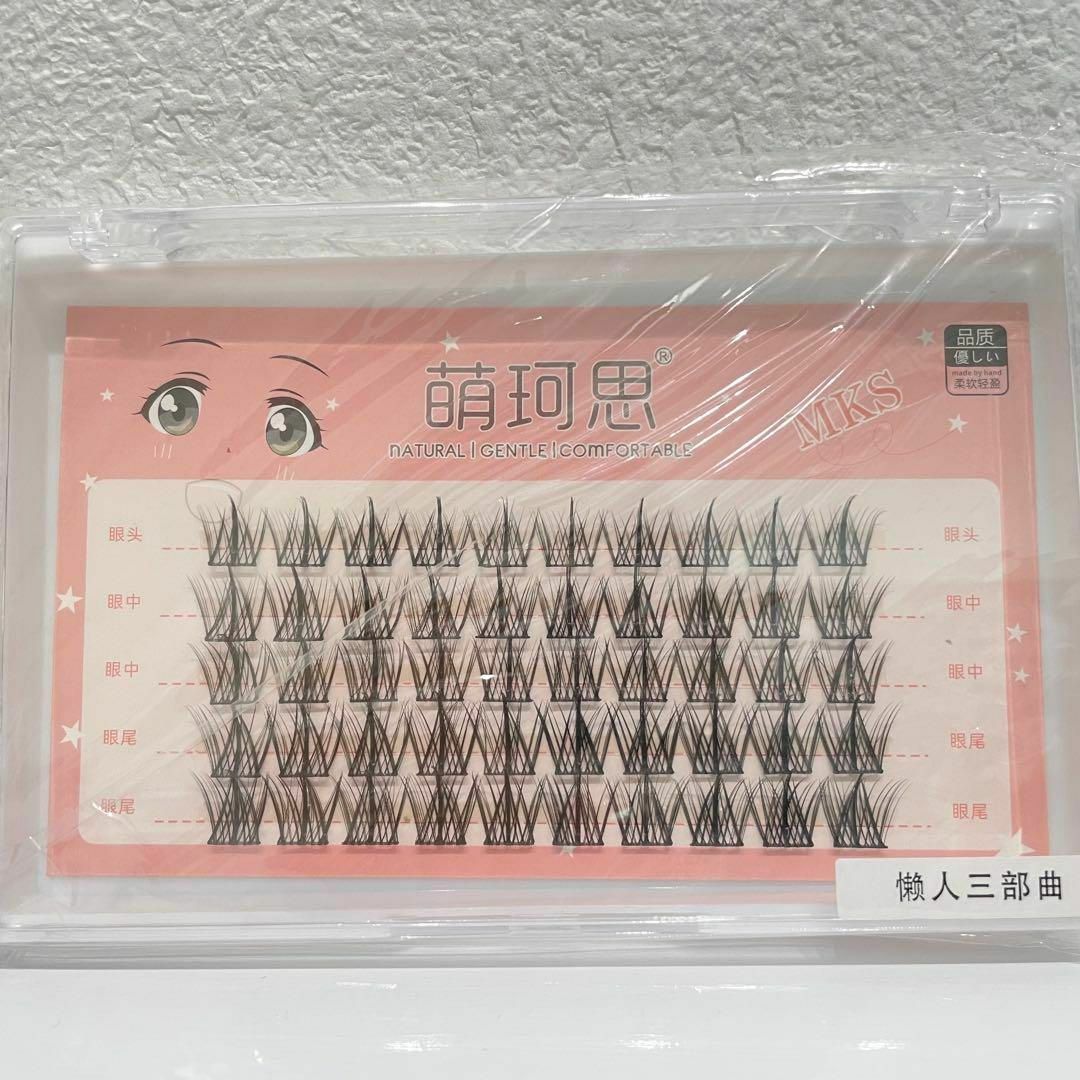 萌珂思®
NATURAL | GENTLE | COMFORTABLE
MKS
品质
優しい
made by hand
柔软轻盈
眼头 眼头
眼中 眼中
眼中 眼中
眼尾 眼尾
眼尾 眼尾
懒人三部曲